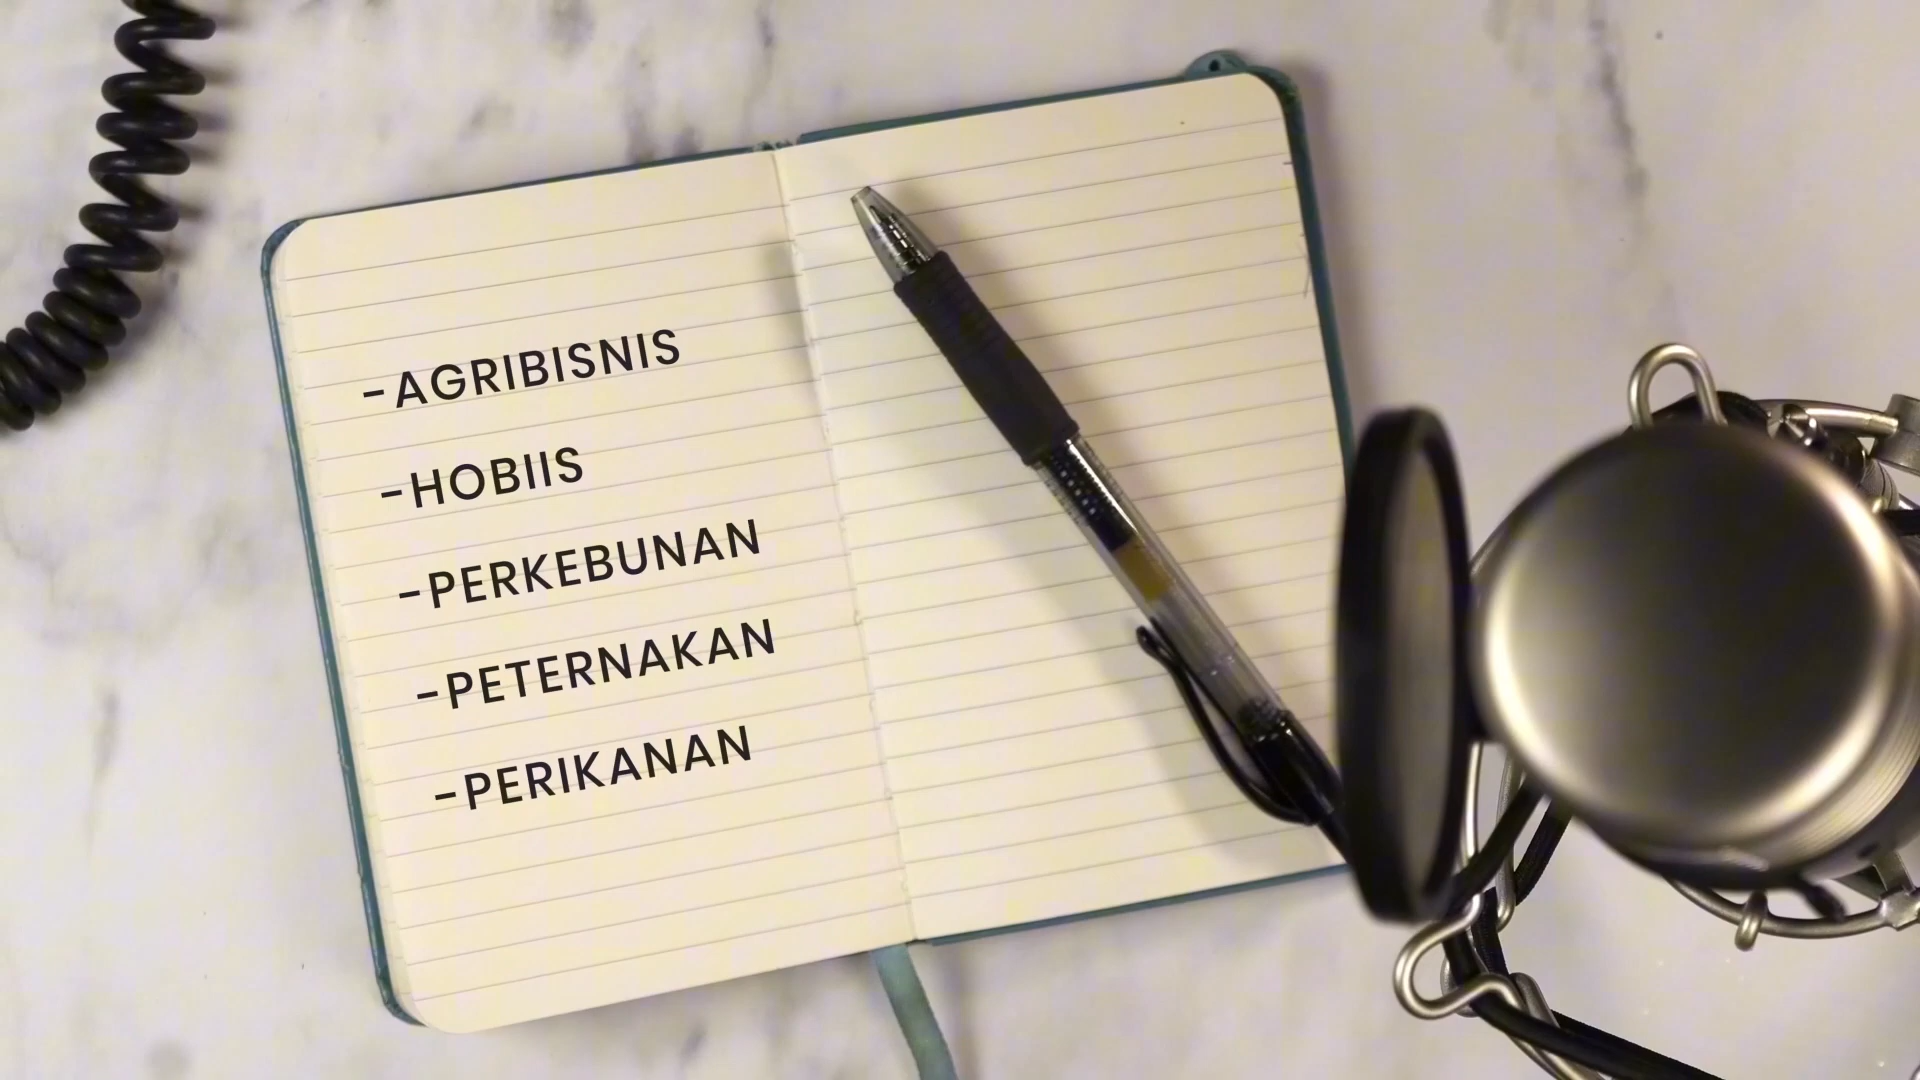 -AGRIBISNIS
-HOBIIS
-PERKEBUNAN
-PETERNAKAN
-PERIKANAN